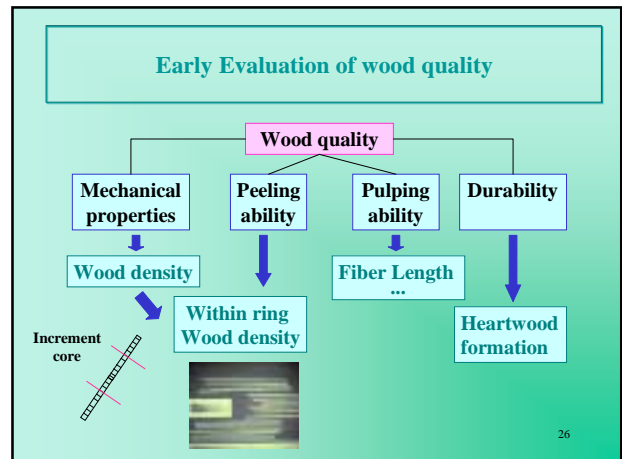 Early Evaluation of wood quality
Wood quality
Mechanical
properties
Peeling
ability
Pulping
ability
Durability
Wood density
Fiber Length
...
Within ring
Wood density
Heartwood
formation
Increment
core
26